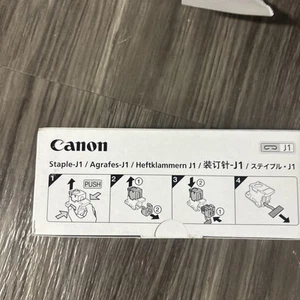 Canon
J1
Staple-J1 / Agrafes-J1 / Heftklammern J1 / 装订针-J1 / ステイプル・J1
1 PUSH 2 ① ② 3 ② ① 4